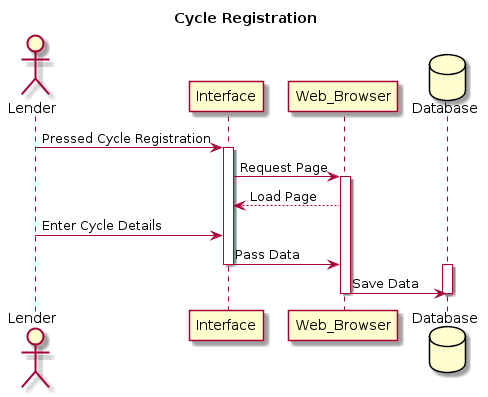 Cycle Registration
Lender
Interface
Web_Browser
Database
Pressed Cycle Registration
Request Page
Load Page
Enter Cycle Details
Pass Data
Save Data
Lender
Interface
Web_Browser
Database